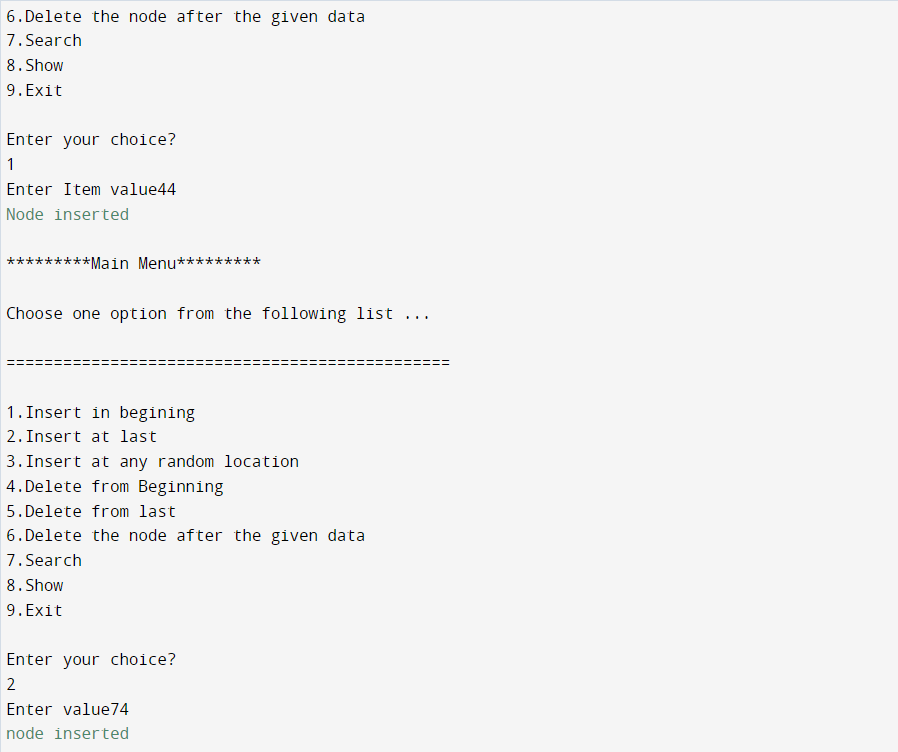 6.Delete the node after the given data
7.Search
8.Show
9.Exit
Enter your choice?
1
Enter Item value44
Node inserted
*********Main Menu*********
Choose one option from the following list ...
===============================================
1.Insert in begining
2.Insert at last
3.Insert at any random location
4.Delete from Beginning
5.Delete from last
6.Delete the node after the given data
7.Search
8.Show
9.Exit
Enter your choice?
2
Enter value74
node inserted